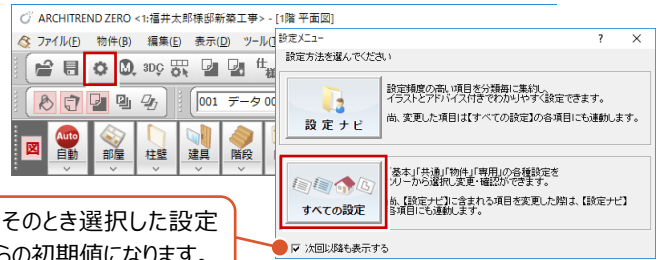 ARCHITREND ZERO <1:福井太郎様邸新築工事> - [1階 平面図]
ファイル(F) 物件(B) 編集(E) 表示(D) ツール(
3DCG
001 データ 00
図 Auto 自動 部屋 柱壁 建具 階段
設定メニュー ? ×
設定方法を選んでください
設定ナビ
設定頻度の高い項目を分類毎に集約し、
イラストとアドバイス付きでわかりやすく設定できます。
尚、変更した項目は【すべての設定】の各項目にも連動します。
すべての設定
「基本」「共通」「物件」「専用」の各種設定を
ツリーから選択し変更・確認ができます。
尚、【設定ナビ】に含まれる項目を変更した際は、【設定ナビ】
各項目にも連動します。
次回以降も表示する
そのとき選択した設定
らの初期値になります。